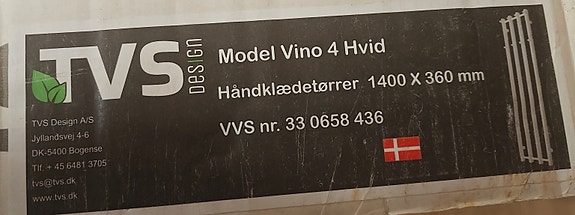 TVS DESIGN
TVS Design A/S
Jyllandsvej 4-6
DK-5400 Bogense
Tlf. + 45 6481 3705
tvs@tvs.dk
www.tvs.dk
Model Vino 4 Hvid
Håndklædetørrer 1400 X 360 mm
VVS nr. 33 0658 436